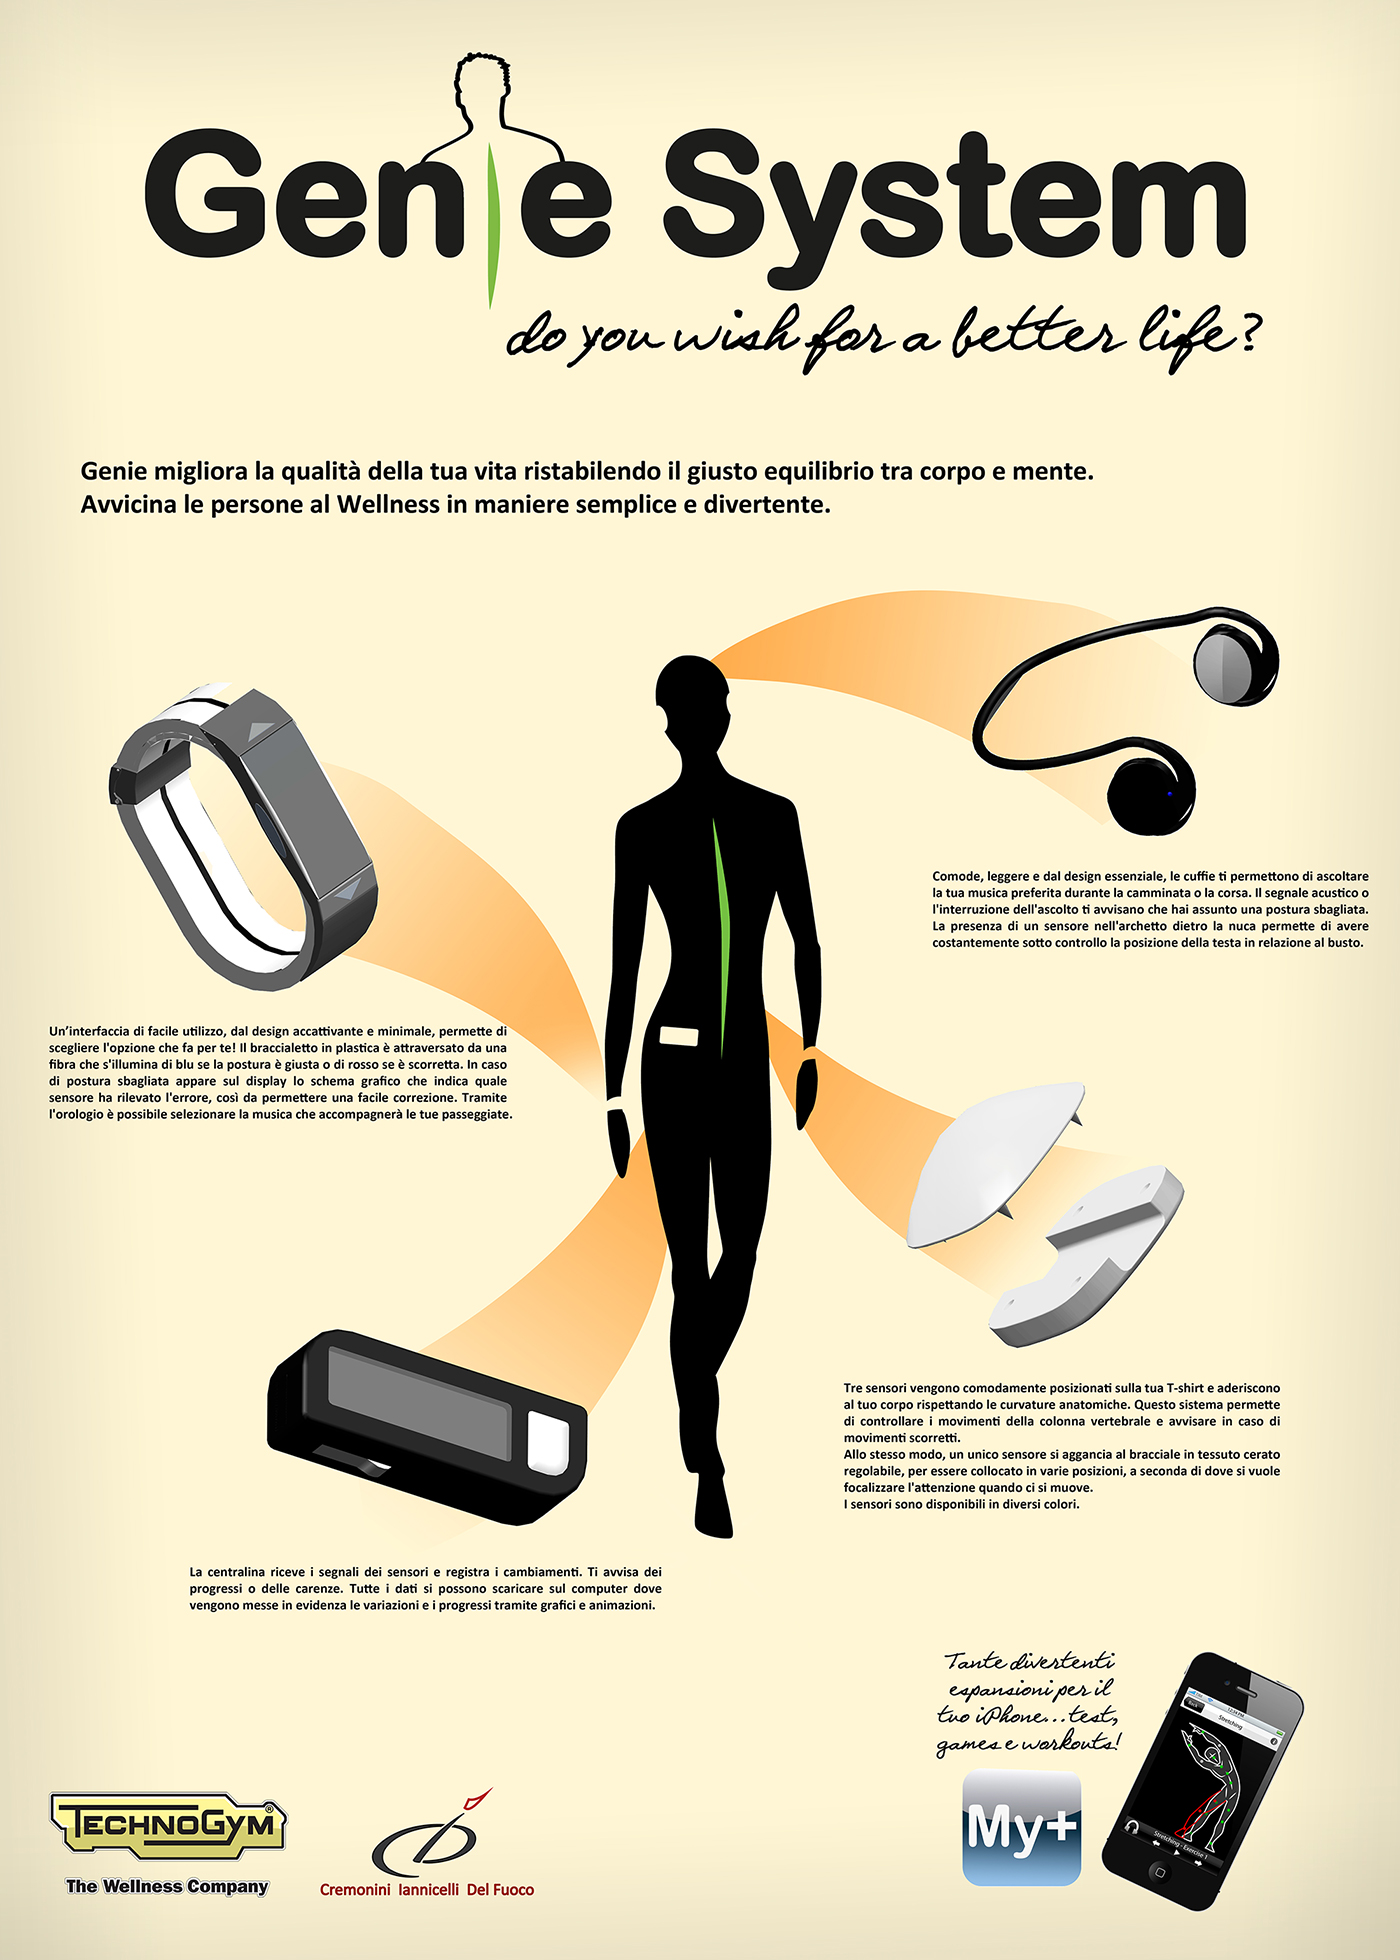 Genie System
do you wish for a better life?
Genie migliora la qualità della tua vita ristabilendo il giusto equilibrio tra corpo e mente.
Avvicina le persone al Wellness in maniere semplice e divertente.
Comode, leggere e dal design essenziale, le cuffie ti permettono di ascoltare
la tua musica preferita durante la camminata o la corsa. Il segnale acustico o
l'interruzione dell'ascolto ti avvisano che hai assunto una postura sbagliata.
La presenza di un sensore nell'archetto dietro la nuca permette di avere
costantemente sotto controllo la posizione della testa in relazione al busto.
Un'interfaccia di facile utilizzo, dal design accattivante e minimale, permette di
scegliere l'opzione che fa per te! Il braccialetto in plastica è attraversato da una
fibra che s'illumina di blu se la postura è giusta o di rosso se è scorretta. In caso
di postura sbagliata appare sul display lo schema grafico che indica quale
sensore ha rilevato l'errore, così da permettere una facile correzione. Tramite
l'orologio è possibile selezionare la musica che accompagnerà le tue passeggiate.
Tre sensori vengono comodamente posizionati sulla tua T-shirt e aderiscono
al tuo corpo rispettando le curvature anatomiche. Questo sistema permette
di controllare i movimenti della colonna vertebrale e avvisare in caso di
movimenti scorretti.
Allo stesso modo, un unico sensore si aggancia al bracciale in tessuto cerato
regolabile, per essere collocato in varie posizioni, a seconda di dove si vuole
focalizzare l'attenzione quando ci si muove.
I sensori sono disponibili in diversi colori.
La centralina riceve i segnali dei sensori e registra i cambiamenti. Ti avvisa dei
progressi o delle carenze. Tutte i dati si possono scaricare sul computer dove
vengono messe in evidenza le variazioni e i progressi tramite grafici e animazioni.
Tante divertenti
espansioni per il
tuo iPhone...test,
games e workouts!
My+
Back
Stretching
Stretching - Exercise 1
TECHNOGYM®
The Wellness Company
Cremonini Iannicelli Del Fuoco